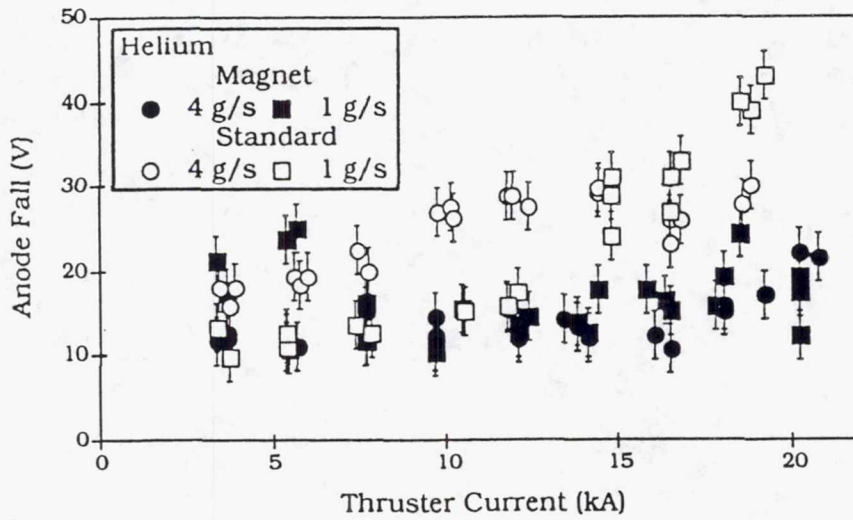 Anode Fall (V)
50
40
30
20
10
0
Helium
Magnet
4 g/s 1 g/s
Standard
4 g/s 1 g/s
0 5 10 15 20
Thruster Current (kA)